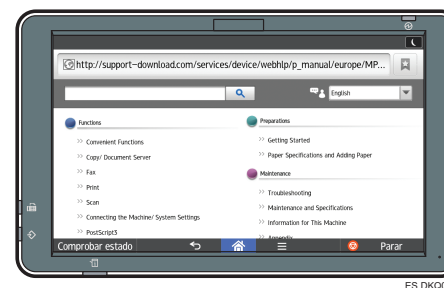 http://support-download.com/services/device/webhlp/p_manual/europe/MP...
English
Functions
>> Convenient Functions
>> Copy/ Document Server
>> Fax
>> Print
>> Scan
>> Connecting the Machine/ System Settings
>> PostScript3
Preparations
>> Getting Started
>> Paper Specifications and Adding Paper
Maintenance
>> Troubleshooting
>> Maintenance and Specifications
>> Information for This Machine
>> Appendix
Comprobar estado
Parar